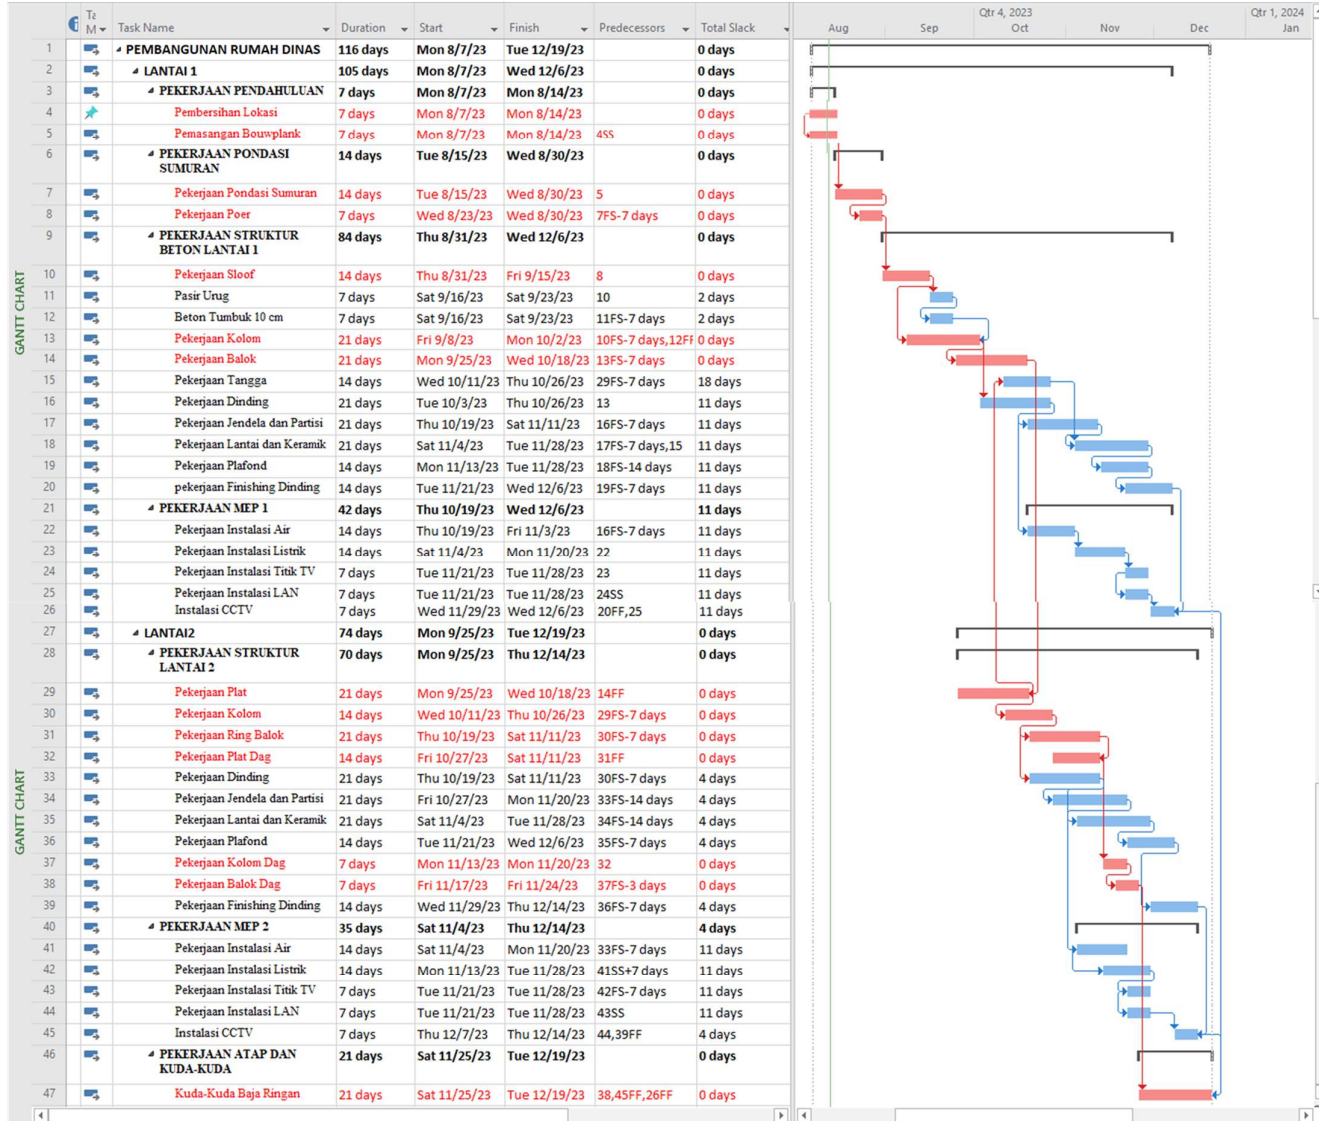 Qtr 4, 2023 Qtr 1, 2024
Task Name Duration Start Finish Predecessors Total Slack Aug Sep Oct Nov Dec Jan
1 PEMBANGUNAN RUMAH DINAS 116 days Mon 8/7/23 Tue 12/19/23 0 days
2 LANTAI 1 105 days Mon 8/7/23 Wed 12/6/23 0 days
3 PEKERJAAN PENDAHULUAN 7 days Mon 8/7/23 Mon 8/14/23 0 days
4 Pembersihan Lokasi 7 days Mon 8/7/23 Mon 8/14/23 0 days
5 Pemasangan Bouwplank 7 days Mon 8/7/23 Mon 8/14/23 4SS 0 days
6 PEKERJAAN PONDASI 14 days Tue 8/15/23 Wed 8/30/23 0 days
SUMURAN
7 Pekerjaan Pondasi Sumuran 14 days Tue 8/15/23 Wed 8/30/23 5 0 days
8 Pekerjaan Poer 7 days Wed 8/23/23 Wed 8/30/23 7FS-7 days 0 days
9 PEKERJAAN STRUKTUR 84 days Thu 8/31/23 Wed 12/6/23 0 days
BETON LANTAI 1
10 Pekerjaan Sloof 14 days Thu 8/31/23 Fri 9/15/23 8 0 days
11 Pasir Urug 7 days Sat 9/16/23 Sat 9/23/23 10 2 days
12 Beton Tumbuk 10 cm 7 days Sat 9/16/23 Sat 9/23/23 11FS-7 days 2 days
13 Pekerjaan Kolom 21 days Fri 9/8/23 Mon 10/2/23 10FS-7 days,12FF 0 days
14 Pekerjaan Balok 21 days Mon 9/25/23 Wed 10/18/23 13FS-7 days 0 days
15 Pekerjaan Tangga 14 days Wed 10/11/23 Thu 10/26/23 29FS-7 days 18 days
16 Pekerjaan Dinding 21 days Tue 10/3/23 Thu 10/26/23 13 11 days
17 Pekerjaan Jendela dan Partisi 21 days Thu 10/19/23 Sat 11/11/23 16FS-7 days 11 days
18 Pekerjaan Lantai dan Keramik 21 days Sat 11/4/23 Tue 11/28/23 17FS-7 days,15 11 days
19 Pekerjaan Plafond 14 days Mon 11/13/23 Tue 11/28/23 18FS-14 days 11 days
20 pekerjaan Finishing Dinding 14 days Tue 11/21/23 Wed 12/6/23 19FS-7 days 11 days
21 PEKERJAAN MEP 1 42 days Thu 10/19/23 Wed 12/6/23 11 days
22 Pekerjaan Instalasi Air 14 days Thu 10/19/23 Fri 11/3/23 16FS-7 days 11 days
23 Pekerjaan Instalasi Listrik 14 days Sat 11/4/23 Mon 11/20/23 22 11 days
24 Pekerjaan Instalasi Titik TV 7 days Tue 11/21/23 Tue 11/28/23 23 11 days
25 Pekerjaan Instalasi LAN 7 days Tue 11/21/23 Tue 11/28/23 24SS 11 days
26 Instalasi CCTV 7 days Wed 11/29/23 Wed 12/6/23 20FF,25 11 days
27 LANTAI2 74 days Mon 9/25/23 Tue 12/19/23 0 days
28 PEKERJAAN STRUKTUR 70 days Mon 9/25/23 Thu 12/14/23 0 days
LANTAI 2
29 Pekerjaan Plat 21 days Mon 9/25/23 Wed 10/18/23 14FF 0 days
30 Pekerjaan Kolom 14 days Wed 10/11/23 Thu 10/26/23 29FS-7 days 0 days
31 Pekerjaan Ring Balok 21 days Thu 10/19/23 Sat 11/11/23 30FS-7 days 0 days
32 Pekerjaan Plat Dag 14 days Fri 10/27/23 Sat 11/11/23 31FF 0 days
33 Pekerjaan Dinding 21 days Thu 10/19/23 Sat 11/11/23 30FS-7 days 4 days
34 Pekerjaan Jendela dan Partisi 21 days Fri 10/27/23 Mon 11/20/23 33FS-14 days 4 days
35 Pekerjaan Lantai dan Keramik 21 days Sat 11/4/23 Tue 11/28/23 34FS-14 days 4 days
36 Pekerjaan Plafond 14 days Tue 11/21/23 Wed 12/6/23 35FS-7 days 4 days
37 Pekerjaan Kolom Dag 7 days Mon 11/13/23 Mon 11/20/23 32 0 days
38 Pekerjaan Balok Dag 7 days Fri 11/17/23 Fri 11/24/23 37FS-3 days 0 days
39 Pekerjaan Finishing Dinding 14 days Wed 11/29/23 Thu 12/14/23 36FS-7 days 4 days
40 PEKERJAAN MEP 2 35 days Sat 11/4/23 Thu 12/14/23 4 days
41 Pekerjaan Instalasi Air 14 days Sat 11/4/23 Mon 11/20/23 33FS-7 days 11 days
42 Pekerjaan Instalasi Listrik 14 days Mon 11/13/23 Tue 11/28/23 41SS+7 days 11 days
43 Pekerjaan Instalasi Titik TV 7 days Tue 11/21/23 Tue 11/28/23 42FS-7 days 11 days
44 Pekerjaan Instalasi LAN 7 days Tue 11/21/23 Tue 11/28/23 43SS 11 days
45 Instalasi CCTV 7 days Thu 12/7/23 Thu 12/14/23 44,39FF 4 days
46 PEKERJAAN ATAP DAN 21 days Sat 11/25/23 Tue 12/19/23 0 days
KUDA-KUDA
47 Kuda-Kuda Baja Ringan 21 days Sat 11/25/23 Tue 12/19/23 38,45FF,26FF 0 days
GANTT CHART
GANTT CHART